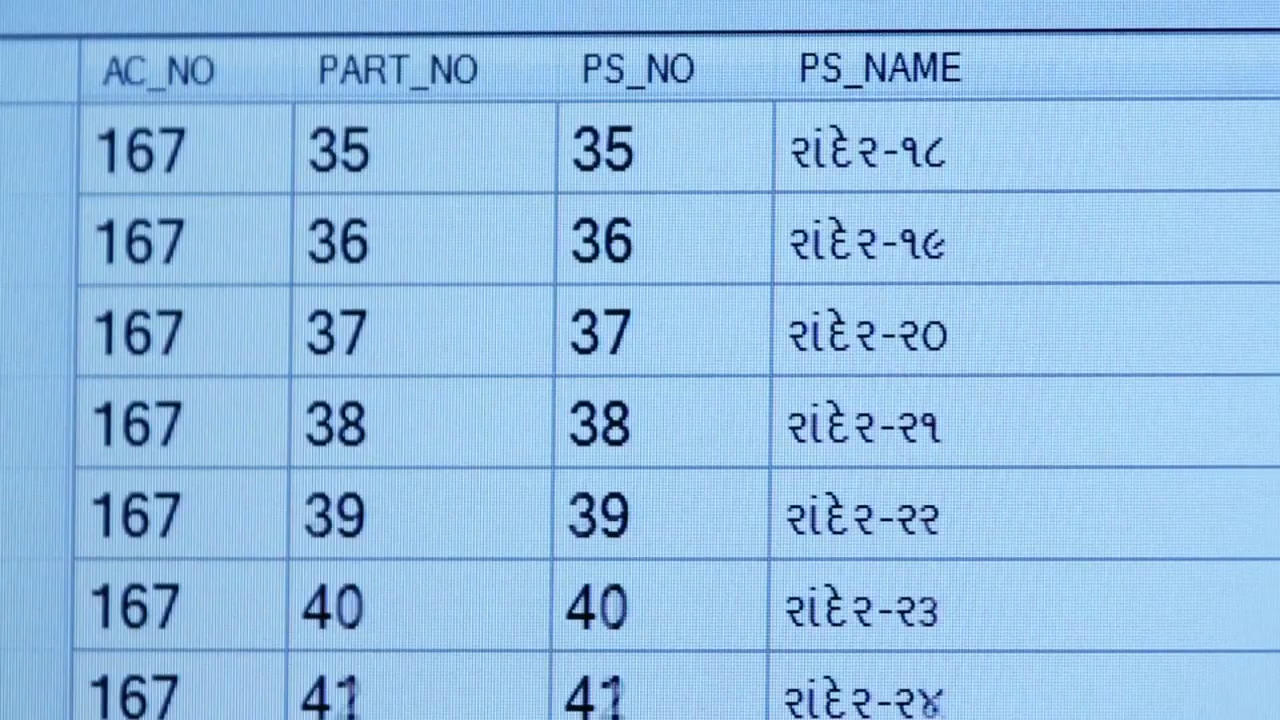 AC_NO PART_NO PS_NO PS_NAME
167 35 35 રાંદેર-૧૮
167 36 36 રાંદેર-૧૯
167 37 37 રાંદેર-૨૦
167 38 38 રાંદેર-૨૧
167 39 39 રાંદેર-૨૨
167 40 40 રાંદેર-૨૩
167 41 41 રાંદેર-૨૪